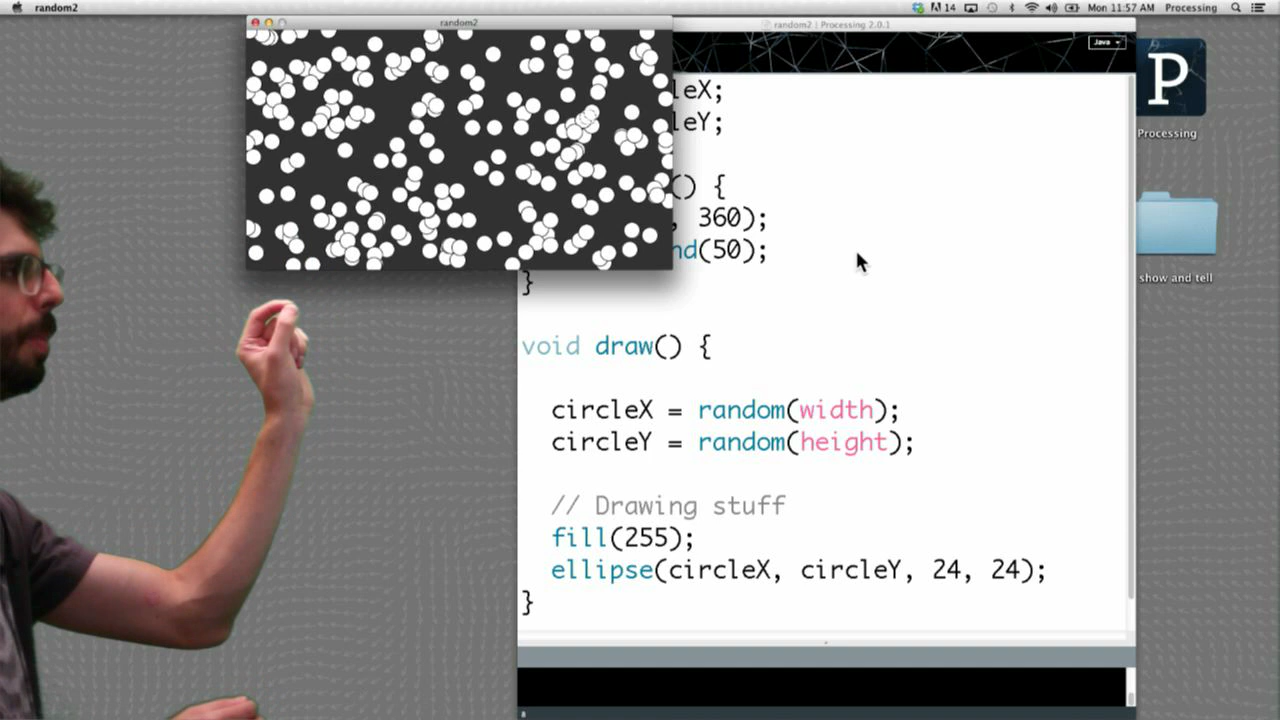 random2
14
Mon 11:57 AM
Processing
random2
random2 | Processing 2.0.1
Java
leX;
leY;
() {
, 360);
nd(50);
}
void draw() {
circleX = random(width);
circleY = random(height);
// Drawing stuff
fill(255);
ellipse(circleX, circleY, 24, 24);
}
8
P
Processing
show and tell